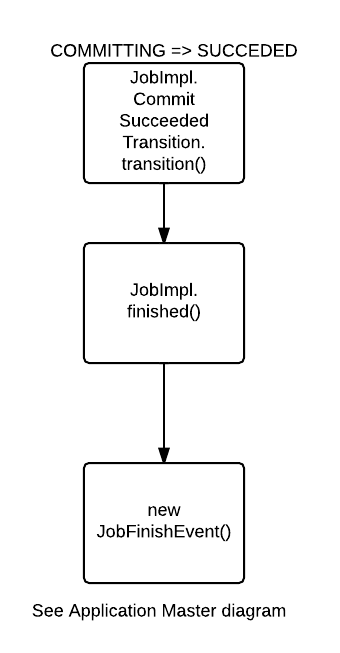 COMMITTING => SUCCEDED
JobImpl.
Commit
Succeeded
Transition.
transition()
JobImpl.
finished()
new
JobFinishEvent()
See Application Master diagram